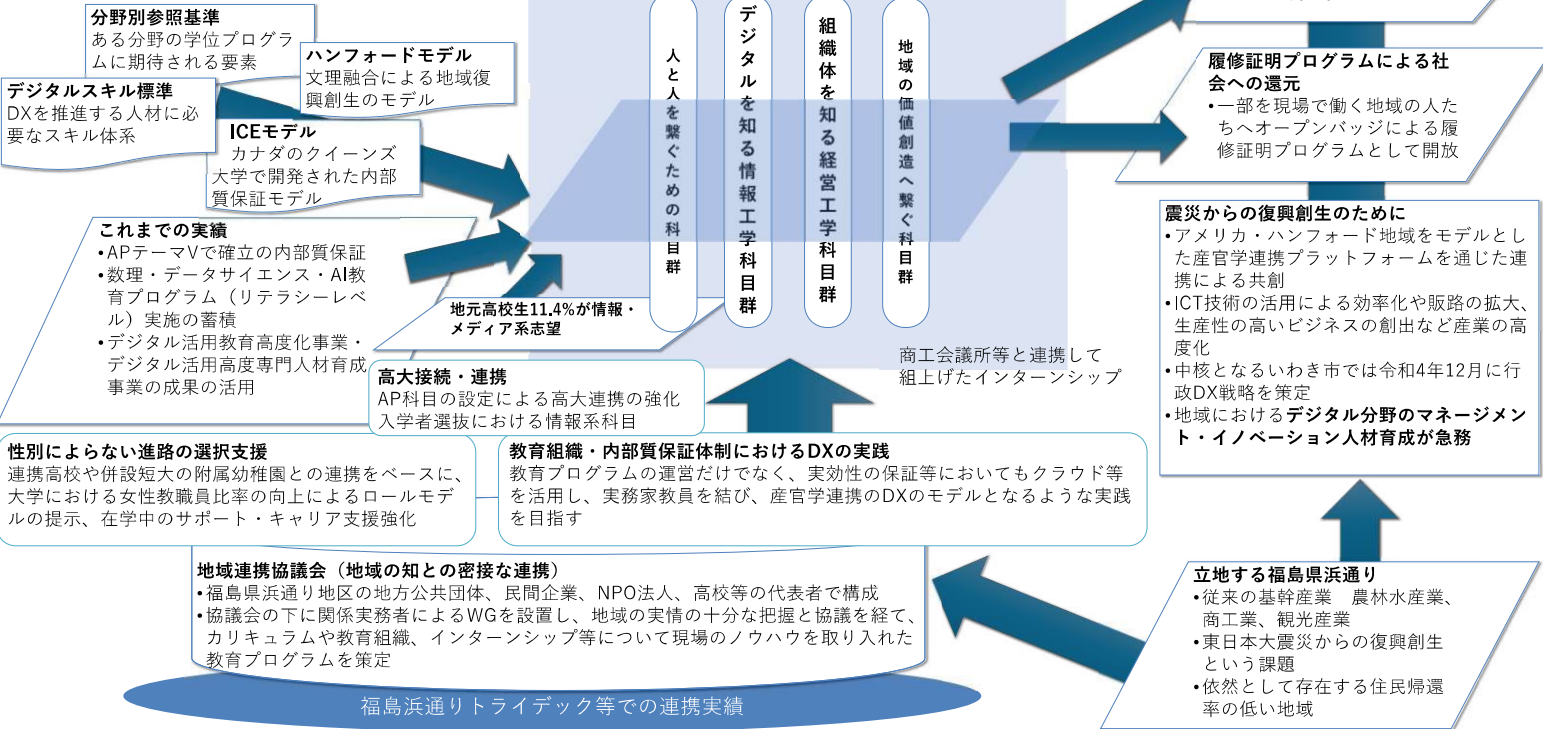 分野別参照基準
ある分野の学位プログラ
ムに期待される要素
ハンフォードモデル
文理融合による地域復
興創生のモデル
デジタルスキル標準
DXを推進する人材に必
要なスキル体系
ICEモデル
カナダのクイーンズ
大学で開発された内部
質保証モデル
これまでの実績
•APテーマVで確立の内部質保証
•数理・データサイエンス・AI教
育プログラム（リテラシーレベ
ル）実施の蓄積
•デジタル活用教育高度化事業・
デジタル活用高度専門人材育成
事業の成果の活用
地元高校生11.4%が情報・
メディア系志望
人と人を繋ぐための科目群
デジタルを知る情報工学科目群
組織体を知る経営工学科目群
地域の価値創造へ繋ぐ科目群
履修証明プログラムによる社
会への還元
•一部を現場で働く地域の人た
ちへオープンバッジによる履
修証明プログラムとして開放
震災からの復興創生のために
•アメリカ・ハンフォード地域をモデルとし
た産官学連携プラットフォームを通じた連
携による共創
•ICT技術の活用による効率化や販路の拡大、
生産性の高いビジネスの創出など産業の高
度化
•中核となるいわき市では令和4年12月に行
政DX戦略を策定
•地域におけるデジタル分野のマネージメン
ト・イノベーション人材育成が急務
商工会議所等と連携して
組上げたインターンシップ
高大接続・連携
AP科目の設定による高大連携の強化
入学者選抜における情報系科目
性別によらない進路の選択支援
連携高校や併設短大の附属幼稚園との連携をベースに、
大学における女性教職員比率の向上によるロールモデ
ルの提示、在学中のサポート・キャリア支援強化
教育組織・内部質保証体制におけるDXの実践
教育プログラムの運営だけでなく、実効性の保証等においてもクラウド等
を活用し、実務家教員を結び、産官学連携のDXのモデルとなるような実践
を目指す
地域連携協議会（地域の知との密接な連携）
•福島県浜通り地区の地方公共団体、民間企業、NPO法人、高校等の代表者で構成
•協議会の下に関係実務者によるWGを設置し、地域の実情の十分な把握と協議を経て、
カリキュラムや教育組織、インターンシップ等について現場のノウハウを取り入れた
教育プログラムを策定
福島浜通りトライデック等での連携実績
立地する福島県浜通り
•従来の基幹産業　農林水産業、
商工業、観光産業
•東日本大震災からの復興創生
という課題
•依然として存在する住民帰還
率の低い地域